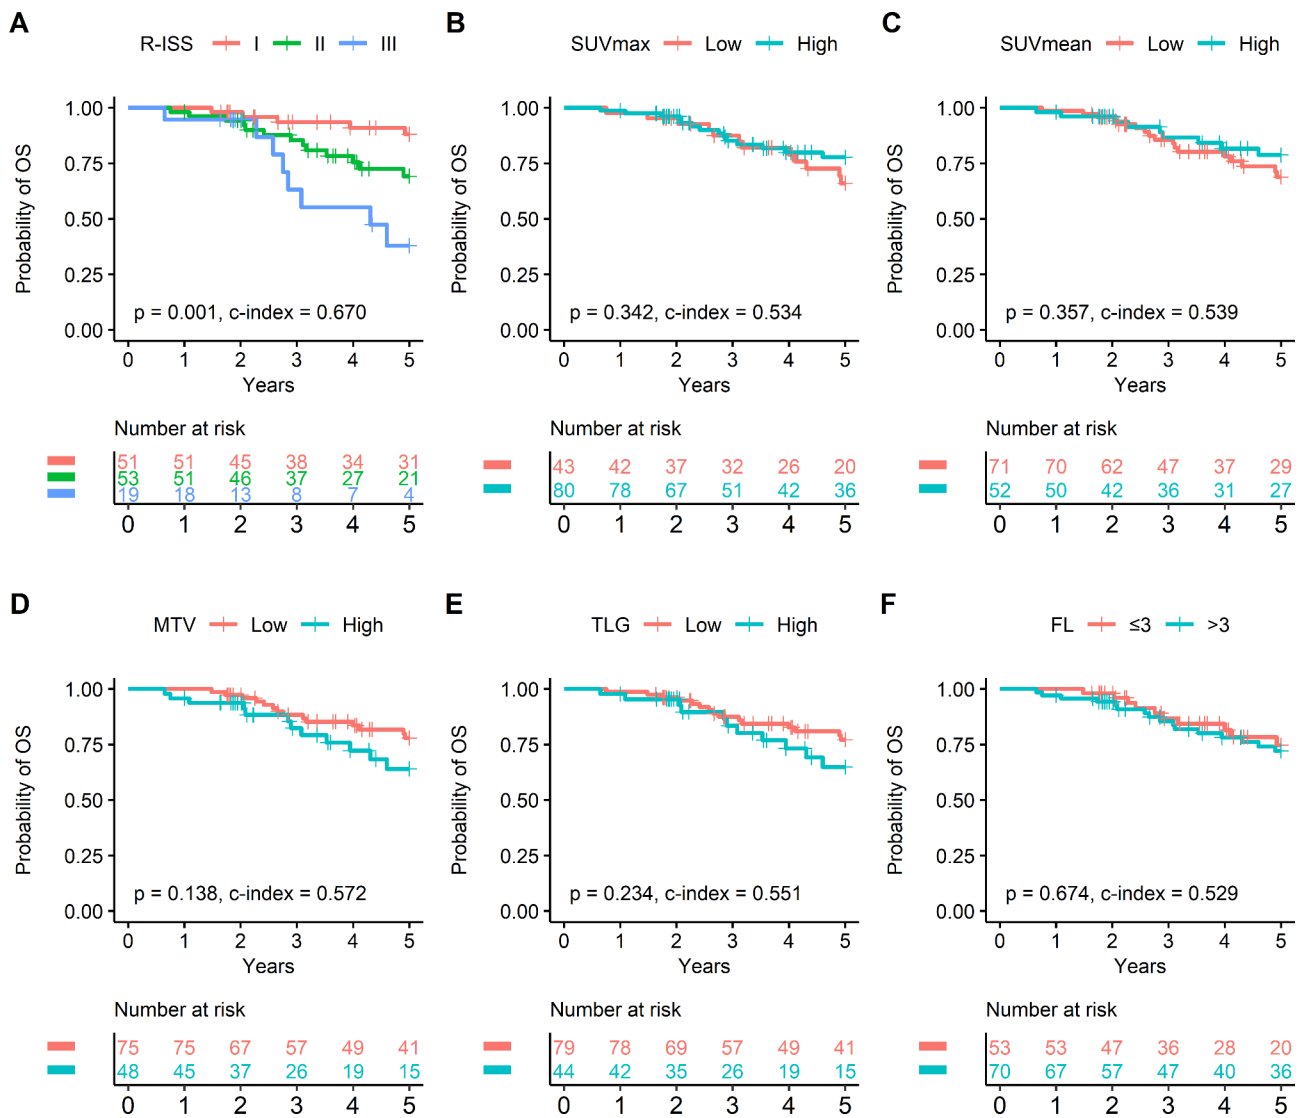 A
R-ISS I II III
Probability of OS
1.00
0.75
0.50
0.25
0.00
p = 0.001, c-index = 0.670
0 1 2 3 4 5
Years
Number at risk
51 51 45 38 34 31
53 51 46 37 27 21
19 18 13 8 7 4
0 1 2 3 4 5
B
SUVmax Low High
Probability of OS
1.00
0.75
0.50
0.25
0.00
p = 0.342, c-index = 0.534
0 1 2 3 4 5
Years
Number at risk
43 42 37 32 26 20
80 78 67 51 42 36
0 1 2 3 4 5
C
SUVmean Low High
Probability of OS
1.00
0.75
0.50
0.25
0.00
p = 0.357, c-index = 0.539
0 1 2 3 4 5
Years
Number at risk
71 70 62 47 37 29
52 50 42 36 31 27
0 1 2 3 4 5
D
MTV Low High
Probability of OS
1.00
0.75
0.50
0.25
0.00
p = 0.138, c-index = 0.572
0 1 2 3 4 5
Years
Number at risk
75 75 67 57 49 41
48 45 37 26 19 15
0 1 2 3 4 5
E
TLG Low High
Probability of OS
1.00
0.75
0.50
0.25
0.00
p = 0.234, c-index = 0.551
0 1 2 3 4 5
Years
Number at risk
79 78 69 57 49 41
44 42 35 26 19 15
0 1 2 3 4 5
F
FL ≤3 >3
Probability of OS
1.00
0.75
0.50
0.25
0.00
p = 0.674, c-index = 0.529
0 1 2 3 4 5
Years
Number at risk
53 53 47 36 28 20
70 67 57 47 40 36
0 1 2 3 4 5